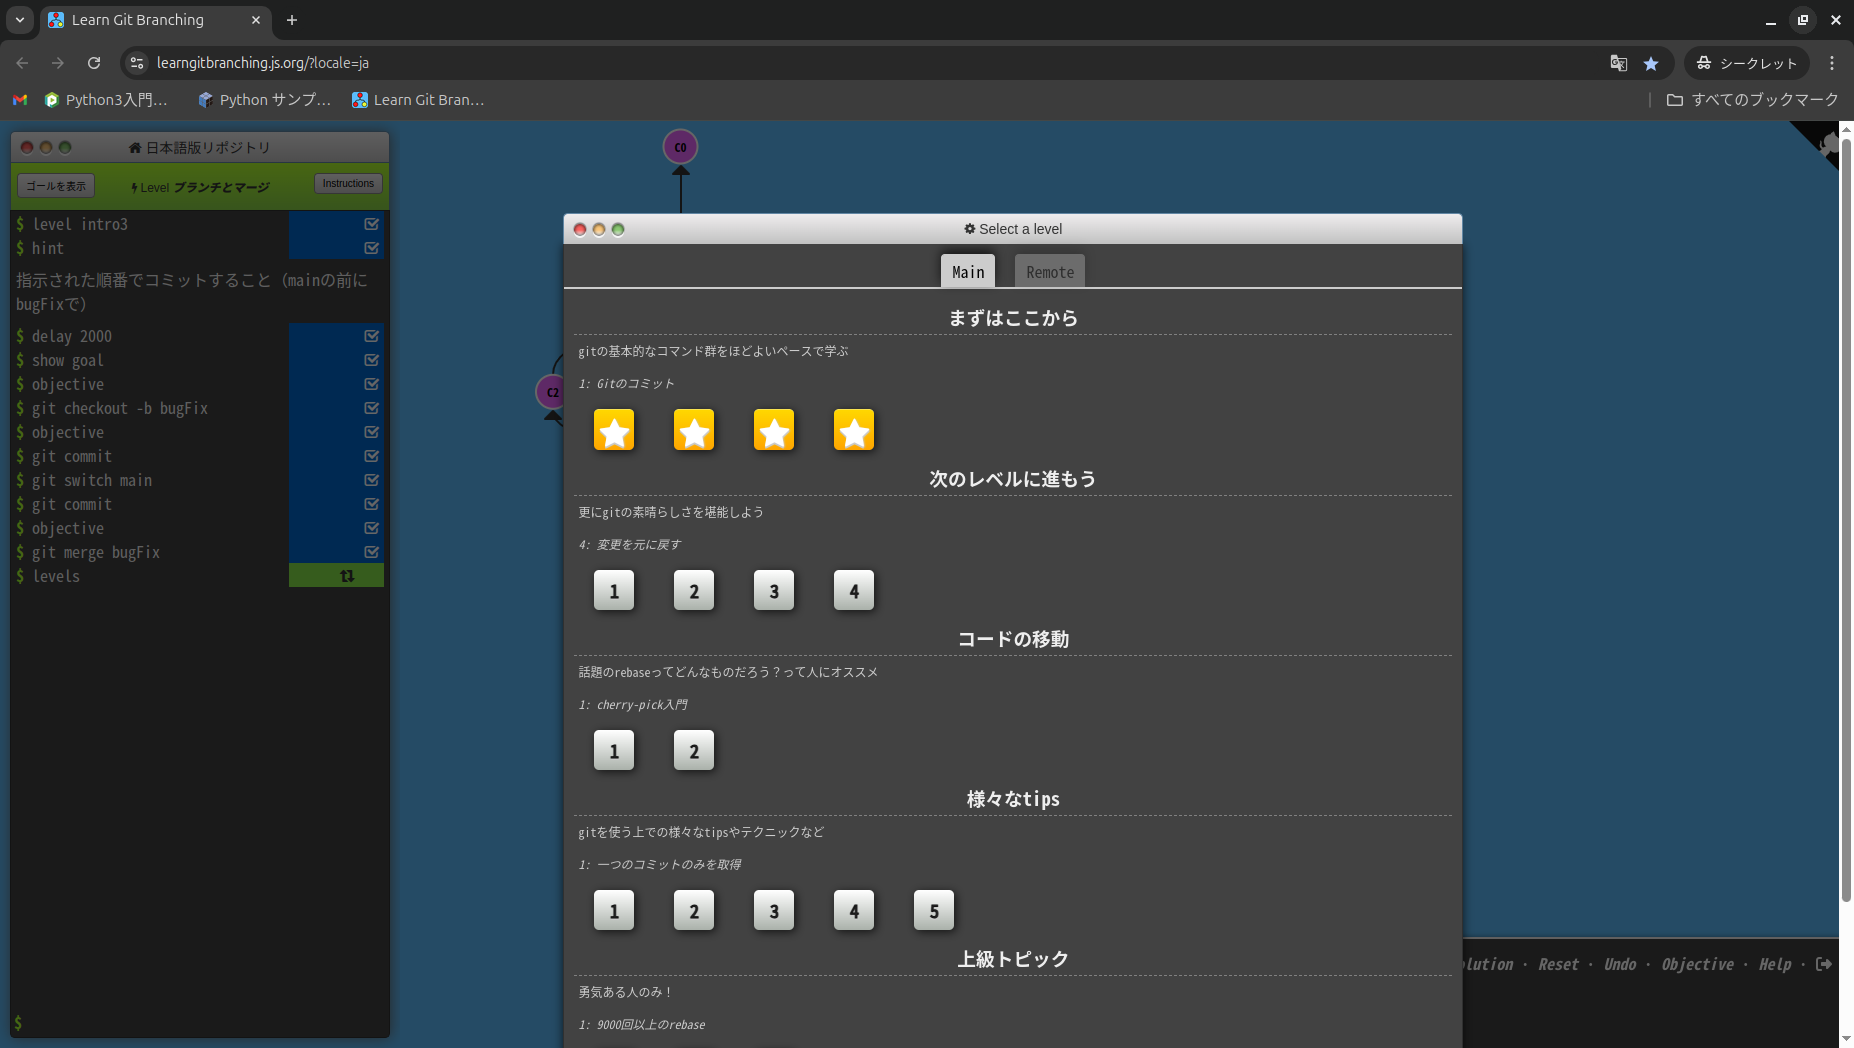 Learn Git Branching
learngitbranching.js.org/?locale=ja
シークレット
Python3入門…
Python サンプ…
Learn Git Bran…
すべてのブックマーク
日本語版リポジトリ
ゴールを表示
Level ブランチとマージ
Instructions
$ level intro3
$ hint
指示された順番でコミットすること（mainの前に
bugFixで）
$ delay 2000
$ show goal
$ objective
$ git checkout -b bugFix
$ objective
$ git commit
$ git switch main
$ git commit
$ objective
$ git merge bugFix
$ levels
$
C0
C2
Select a level
Main
Remote
まずはここから
gitの基本的なコマンド群をほどよいペースで学ぶ
1: Gitのコミット
次のレベルに進もう
更にgitの素晴らしさを堪能しよう
4: 変更を元に戻す
1 2 3 4
コードの移動
話題のrebaseってどんなものだろう？って人にオススメ
1: cherry-pick入門
1 2
様々なtips
gitを使う上での様々なtipsやテクニックなど
1: 一つのコミットのみを取得
1 2 3 4 5
上級トピック
勇気ある人のみ！
1: 9000回以上のrebase
olution · Reset · Undo · Objective · Help ·